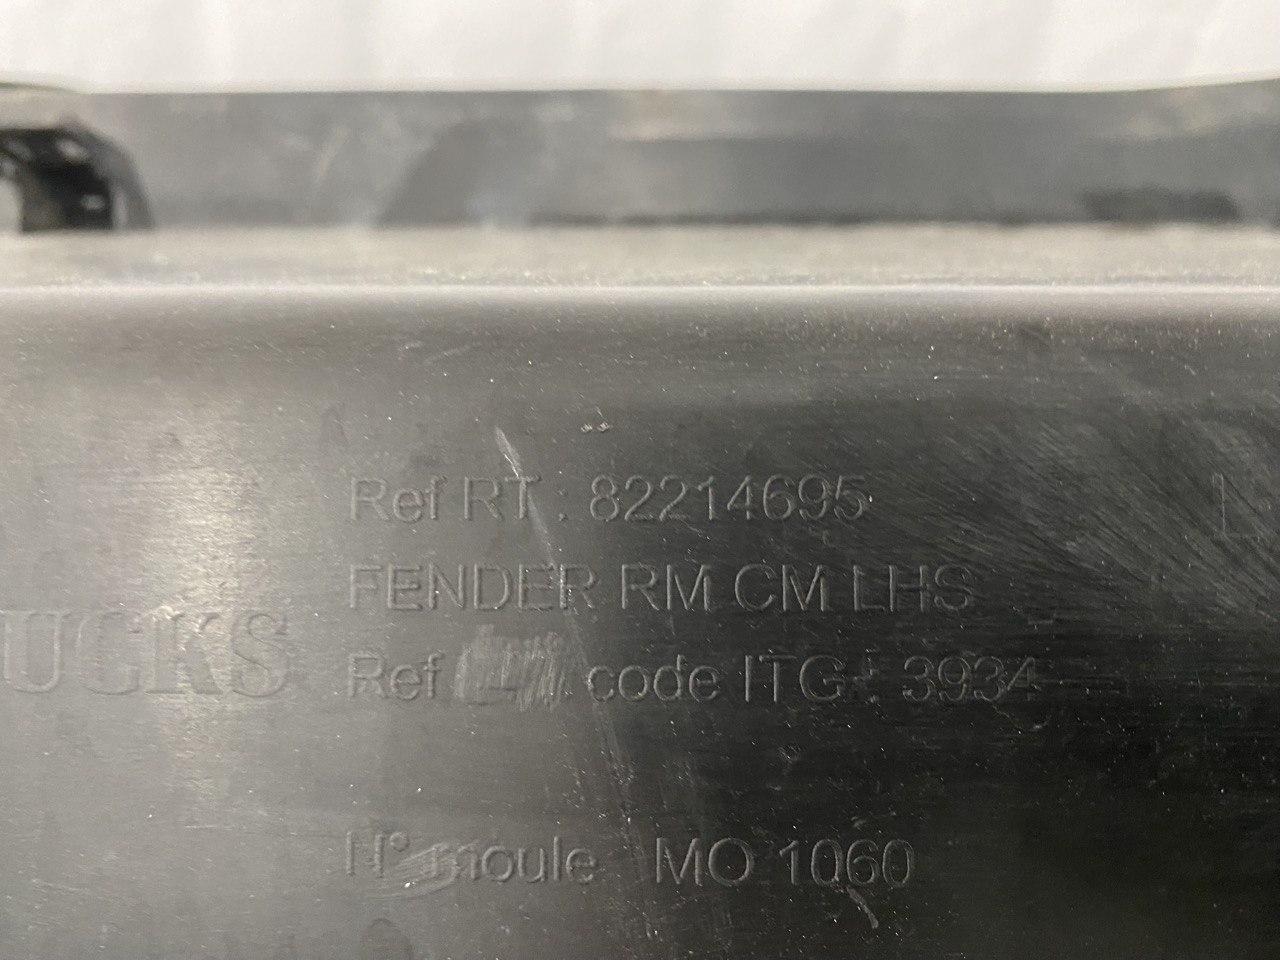 Ref RT : 82214695
FENDER RM CM LHS
UCKS
Ref code ITG : 3934
N° moule MO 1060
L